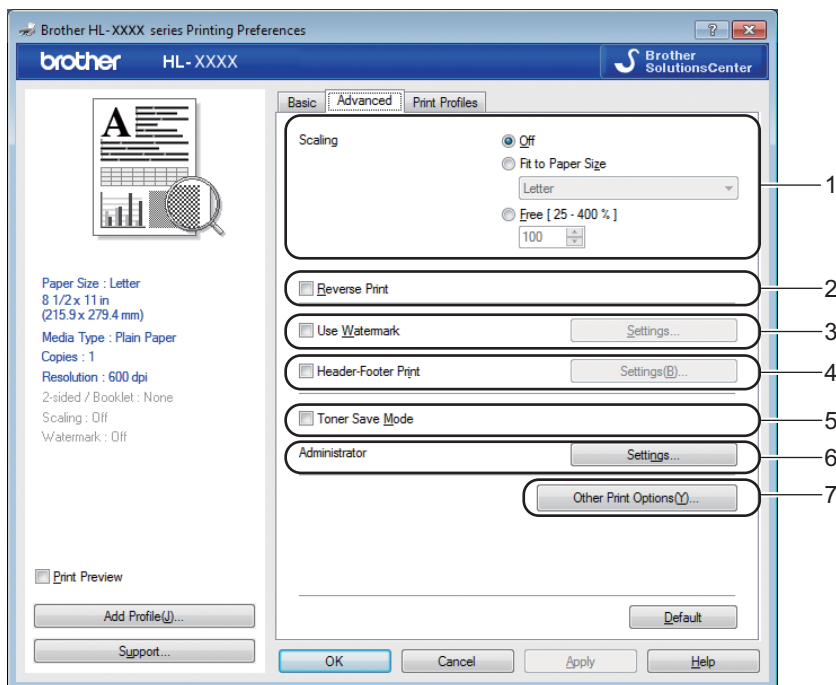 Brother HL-XXXX series Printing Preferences
brother HL-XXXX
Brother
SolutionsCenter
Basic Advanced Print Profiles
A
Scaling
Off
Fit to Paper Size
Letter
Free [ 25 - 400 % ]
100
1
Reverse Print
2
Use Watermark Settings...
3
Header-Footer Print Settings(B)...
4
Toner Save Mode
5
Administrator Settings...
6
Other Print Options(Y)...
7
Paper Size : Letter
8 1/2 x 11 in
(215.9 x 279.4 mm)
Media Type : Plain Paper
Copies : 1
Resolution : 600 dpi
2-sided / Booklet : None
Scaling : Off
Watermark : Off
Print Preview
Add Profile(J)...
Support...
Default
OK Cancel Apply Help